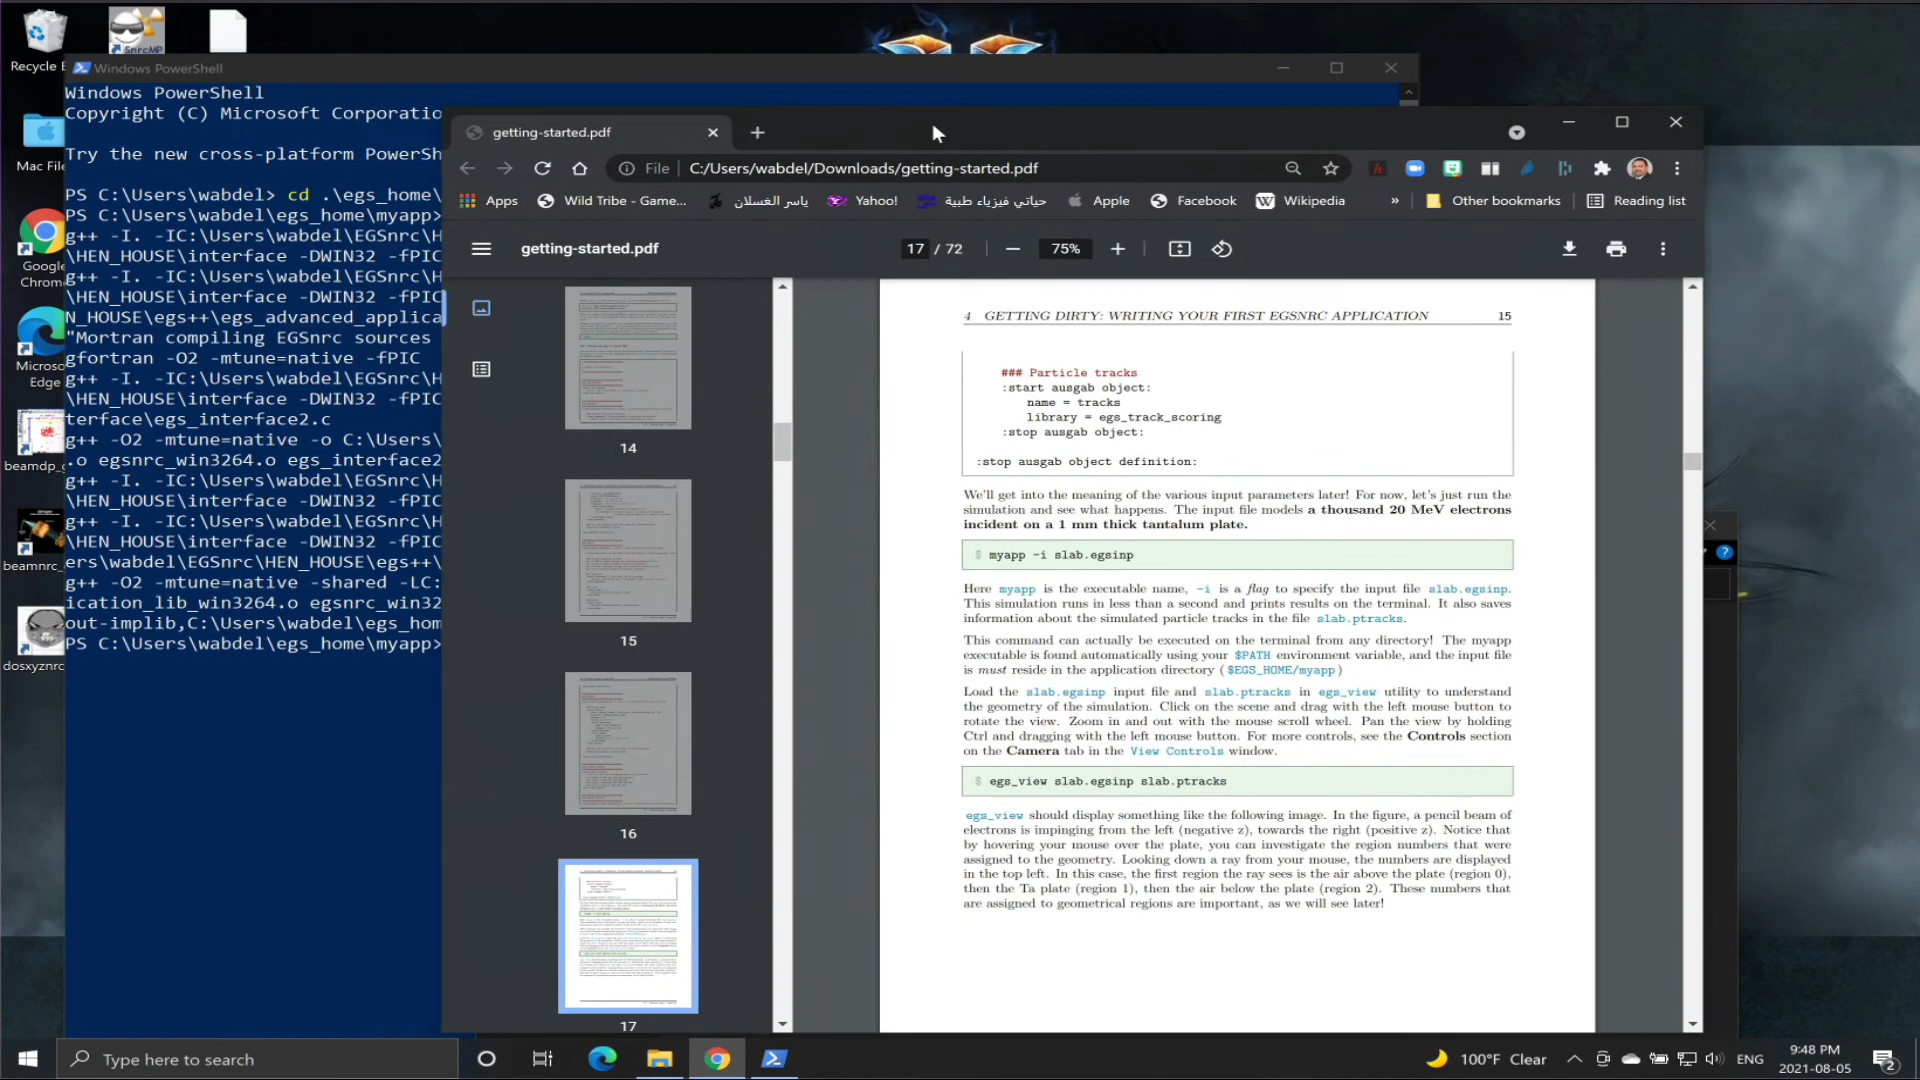 Recycle B
SnrcMP
Mac Fil
Google
Chrome
Microso
Edge
beamdp_g
beamnrc_
dosxyznrc
Windows PowerShell
Windows PowerShell
Copyright (C) Microsoft Corporatio
Try the new cross-platform PowerSh
PS C:\Users\wabdel> cd .\egs_home\
PS C:\Users\wabdel\egs_home\myapp>
g++ -I. -IC:\Users\wabdel\EGSnrc\H
\HEN_HOUSE\interface -DWIN32 -fPIC
g++ -I. -IC:\Users\wabdel\EGSnrc\H
\HEN_HOUSE\interface -DWIN32 -fPIC
N_HOUSE\egs++\egs_advanced_applica
"Mortran compiling EGSnrc sources
gfortran -O2 -mtune=native -fPIC
g++ -I. -IC:\Users\wabdel\EGSnrc\H
\HEN_HOUSE\interface -DWIN32 -fPIC
terface\egs_interface2.c
g++ -O2 -mtune=native -o C:\Users\
.o egsnrc_win3264.o egs_interface2
g++ -I. -IC:\Users\wabdel\EGSnrc\H
\HEN_HOUSE\interface -DWIN32 -fPIC
g++ -I. -IC:\Users\wabdel\EGSnrc\H
\HEN_HOUSE\interface -DWIN32 -fPIC
ers\wabdel\EGSnrc\HEN_HOUSE\egs++\
g++ -O2 -mtune=native -shared -LC:
ication_lib_win3264.o egsnrc_win32
out-implib,C:\Users\wabdel\egs_hom
PS C:\Users\wabdel\egs_home\myapp>
getting-started.pdf
File | C:/Users/wabdel/Downloads/getting-started.pdf
Apps Wild Tribe - Game... ياسر الغسلان Yahoo! حياتي فيزياء طبية Apple Facebook Wikipedia » Other bookmarks Reading list
getting-started.pdf 17 / 72 75%
14
15
16
17
4 GETTING DIRTY: WRITING YOUR FIRST EGSNRC APPLICATION 15
### Particle tracks
:start ausgab object:
name = tracks
library = egs_track_scoring
:stop ausgab object:
:stop ausgab object definition:
We'll get into the meaning of the various input parameters later! For now, let's just run the
simulation and see what happens. The input file models a thousand 20 MeV electrons
incident on a 1 mm thick tantalum plate.
$ myapp -i slab.egsinp
Here myapp is the executable name, -i is a flag to specify the input file slab.egsinp.
This simulation runs in less than a second and prints results on the terminal. It also saves
information about the simulated particle tracks in the file slab.ptracks.
This command can actually be executed on the terminal from any directory! The myapp
executable is found automatically using your $PATH environment variable, and the input file
is must reside in the application directory ( $EGS_HOME/myapp )
Load the slab.egsinp input file and slab.ptracks in egs_view utility to understand
the geometry of the simulation. Click on the scene and drag with the left mouse button to
rotate the view. Zoom in and out with the mouse scroll wheel. Pan the view by holding
Ctrl and dragging with the left mouse button. For more controls, see the Controls section
on the Camera tab in the View Controls window.
$ egs_view slab.egsinp slab.ptracks
egs_view should display something like the following image. In the figure, a pencil beam of
electrons is impinging from the left (negative z), towards the right (positive z). Notice that
by hovering your mouse over the plate, you can investigate the region numbers that were
assigned to the geometry. Looking down a ray from your mouse, the numbers are displayed
in the top left. In this case, the first region the ray sees is the air above the plate (region 0),
then the Ta plate (region 1), then the air below the plate (region 2). These numbers that
are assigned to geometrical regions are important, as we will see later!
Type here to search
100°F Clear
ENG
9:48 PM
2021-08-05
2